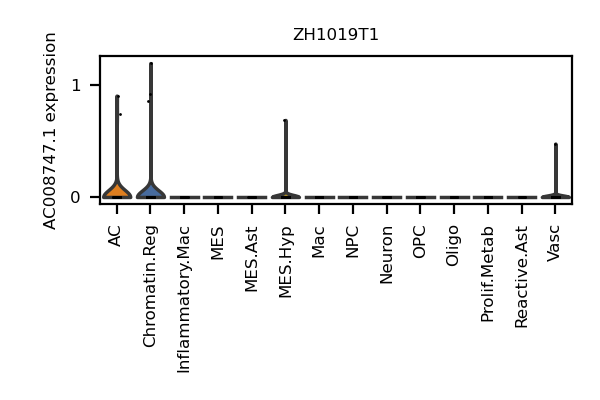 ZH1019T1
AC008747.1 expression
1
0
AC
Chromatin.Reg
Inflammatory.Mac
MES
MES.Ast
MES.Hyp
Mac
NPC
Neuron
OPC
Oligo
Prolif.Metab
Reactive.Ast
Vasc